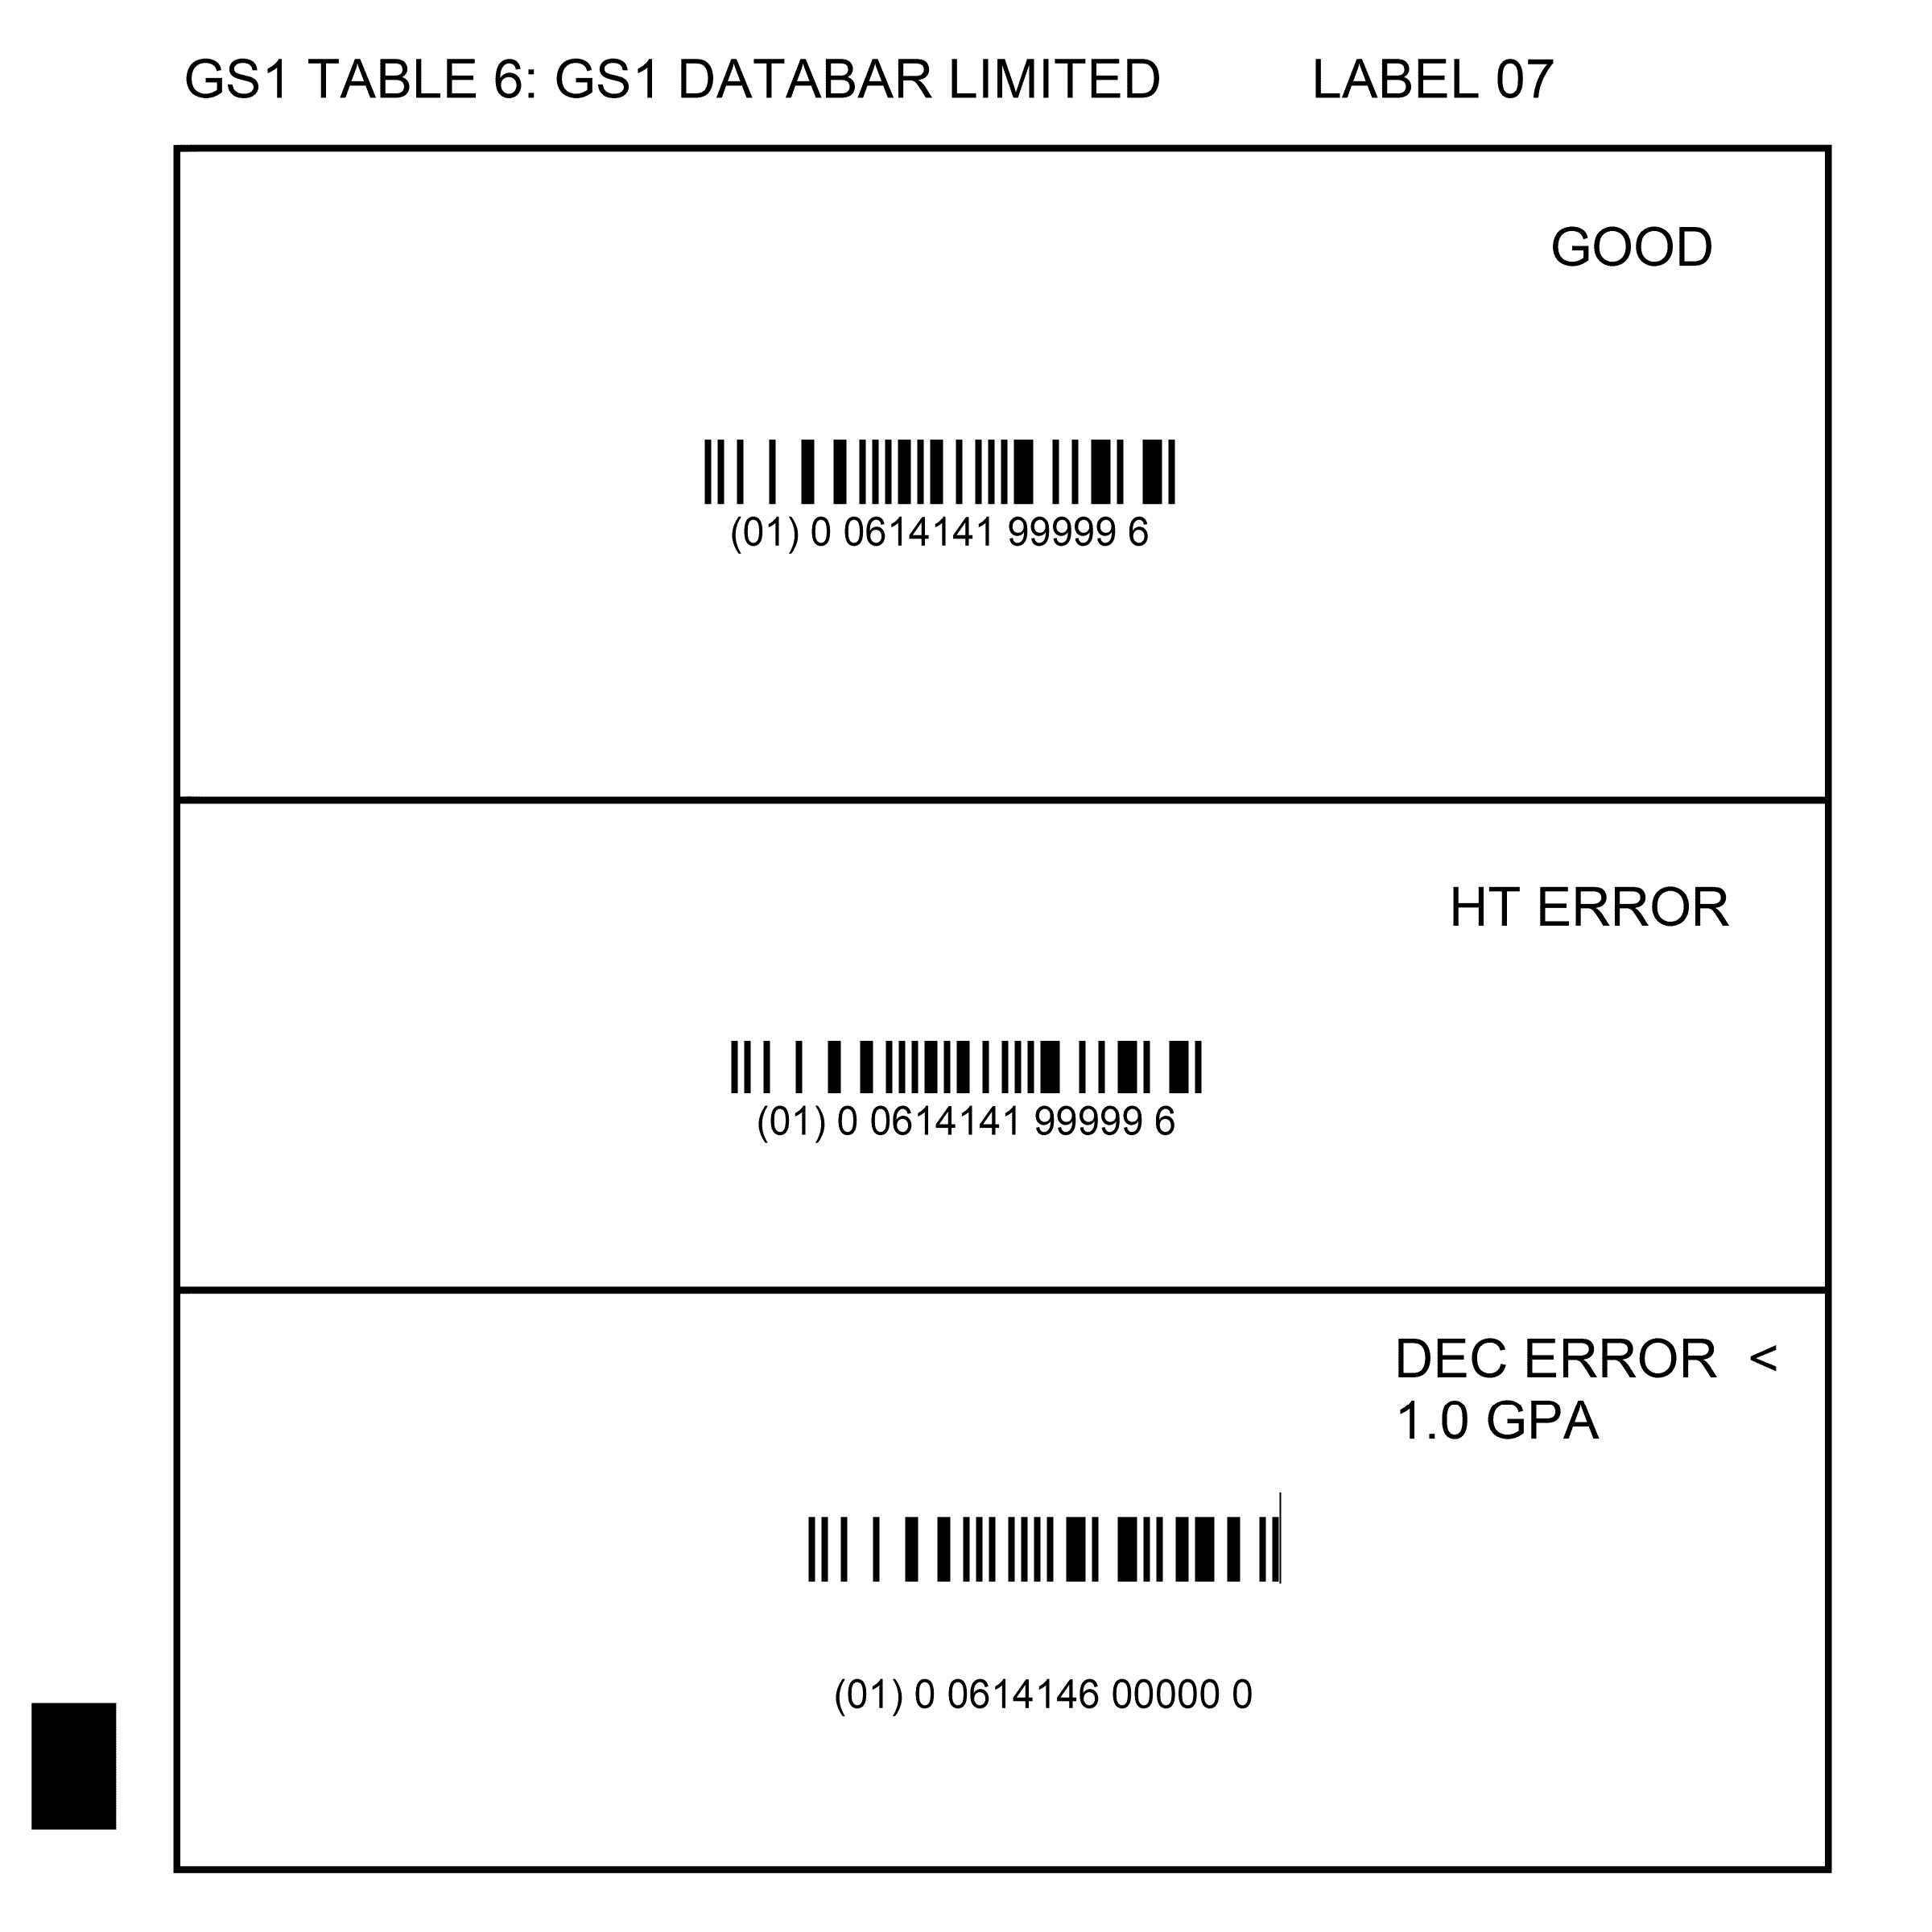 GS1 TABLE 6: GS1 DATABAR LIMITED LABEL 07
GOOD
(01) 0 0614141 99999 6
HT ERROR
(01) 0 0614141 99999 6
DEC ERROR <
1.0 GPA
(01) 0 0614146 00000 0